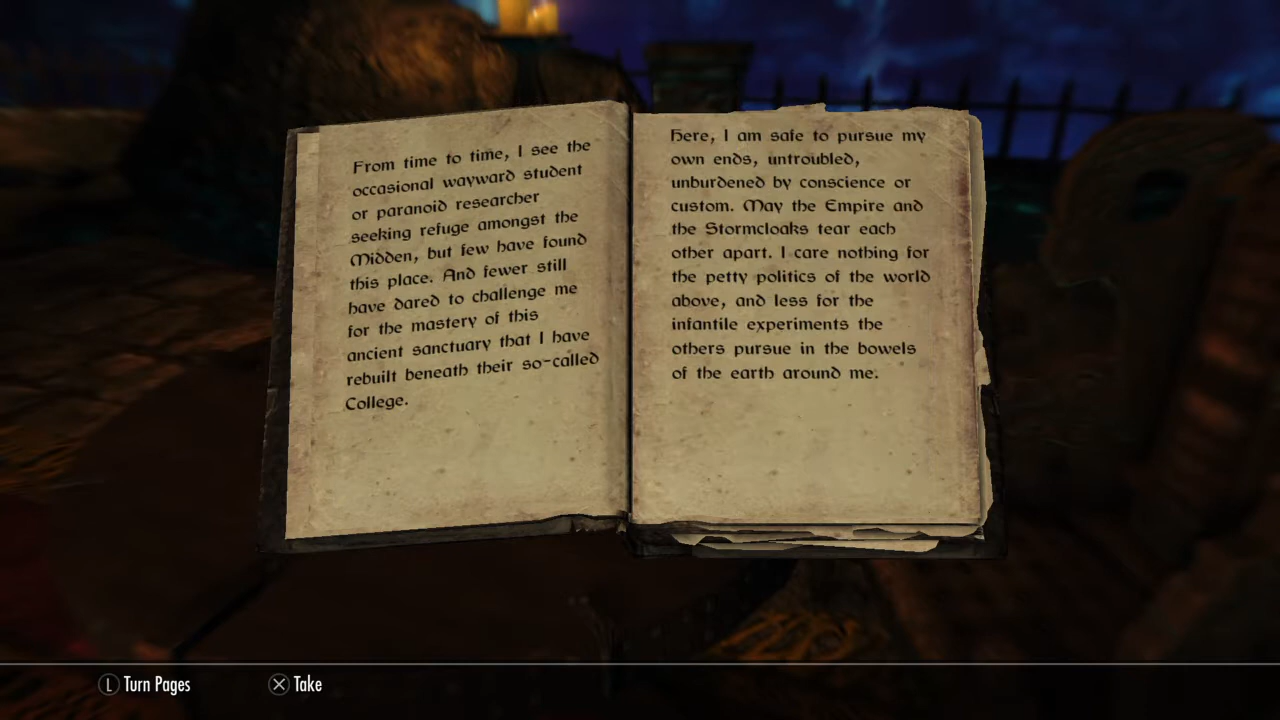 From time to time, I see the
occasional wayward student
or paranoid researcher
seeking refuge amongst the
Midden, but few have found
this place. And fewer still
have dared to challenge me
for the mastery of this
ancient sanctuary that I have
rebuilt beneath their so-called
College.
Here, I am safe to pursue my
own ends, untroubled,
unburdened by conscience or
custom. May the Empire and
the Stormcloaks tear each
other apart. I care nothing for
the petty politics of the world
above, and less for the
infantile experiments the
others pursue in the bowels
of the earth around me.
L Turn Pages
X Take